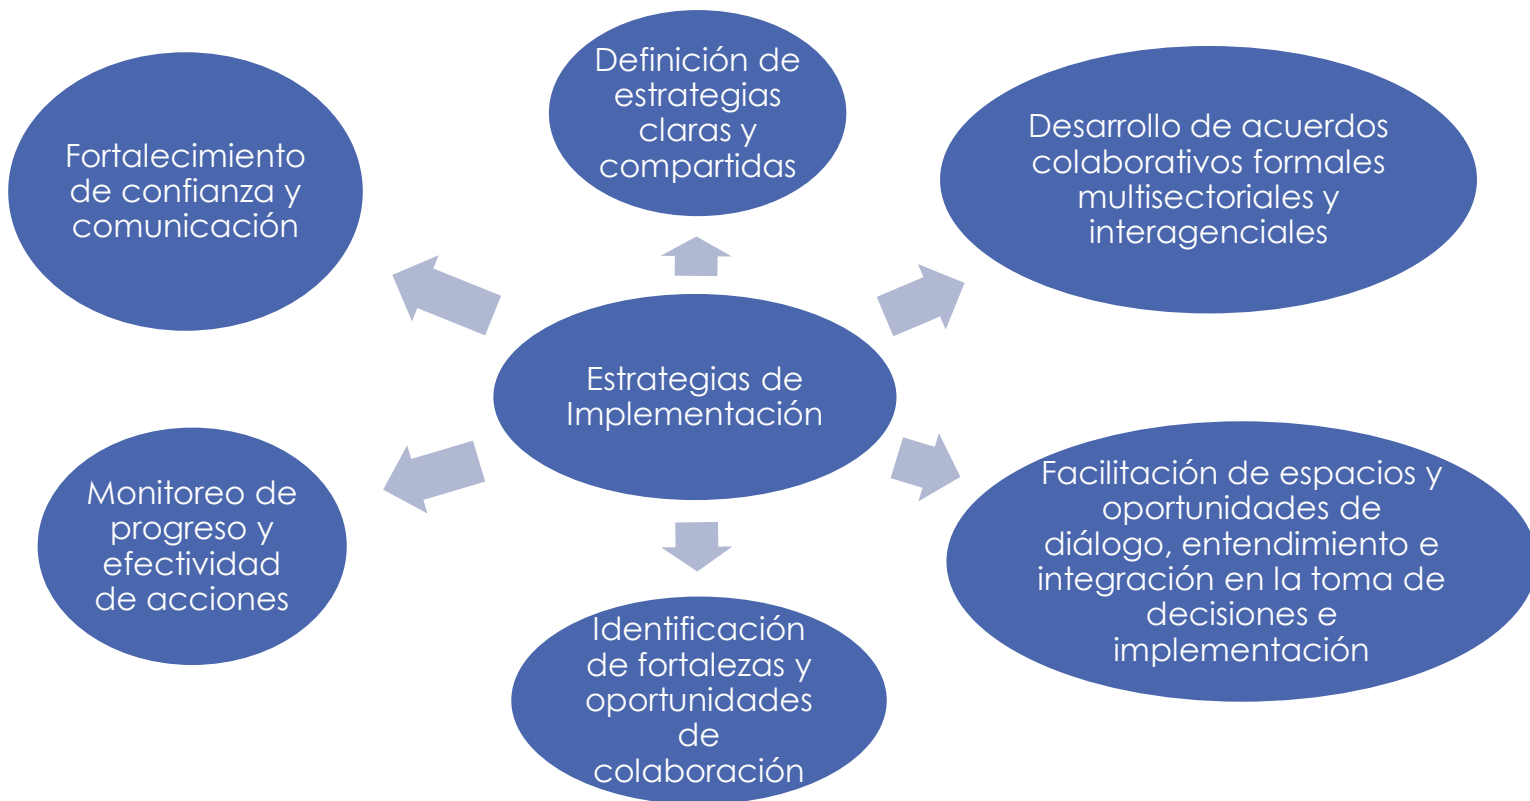 Definición de
estrategias
claras y
compartidas
Fortalecimiento
de confianza y
comunicación
Desarrollo de acuerdos
colaborativos formales
multisectoriales y
interagenciales
Estrategias de
Implementación
Monitoreo de
progreso y
efectividad
de acciones
Facilitación de espacios y
oportunidades de
diálogo, entendimiento e
integración en la toma de
decisiones e
implementación
Identificación
de fortalezas y
oportunidades
de
colaboración